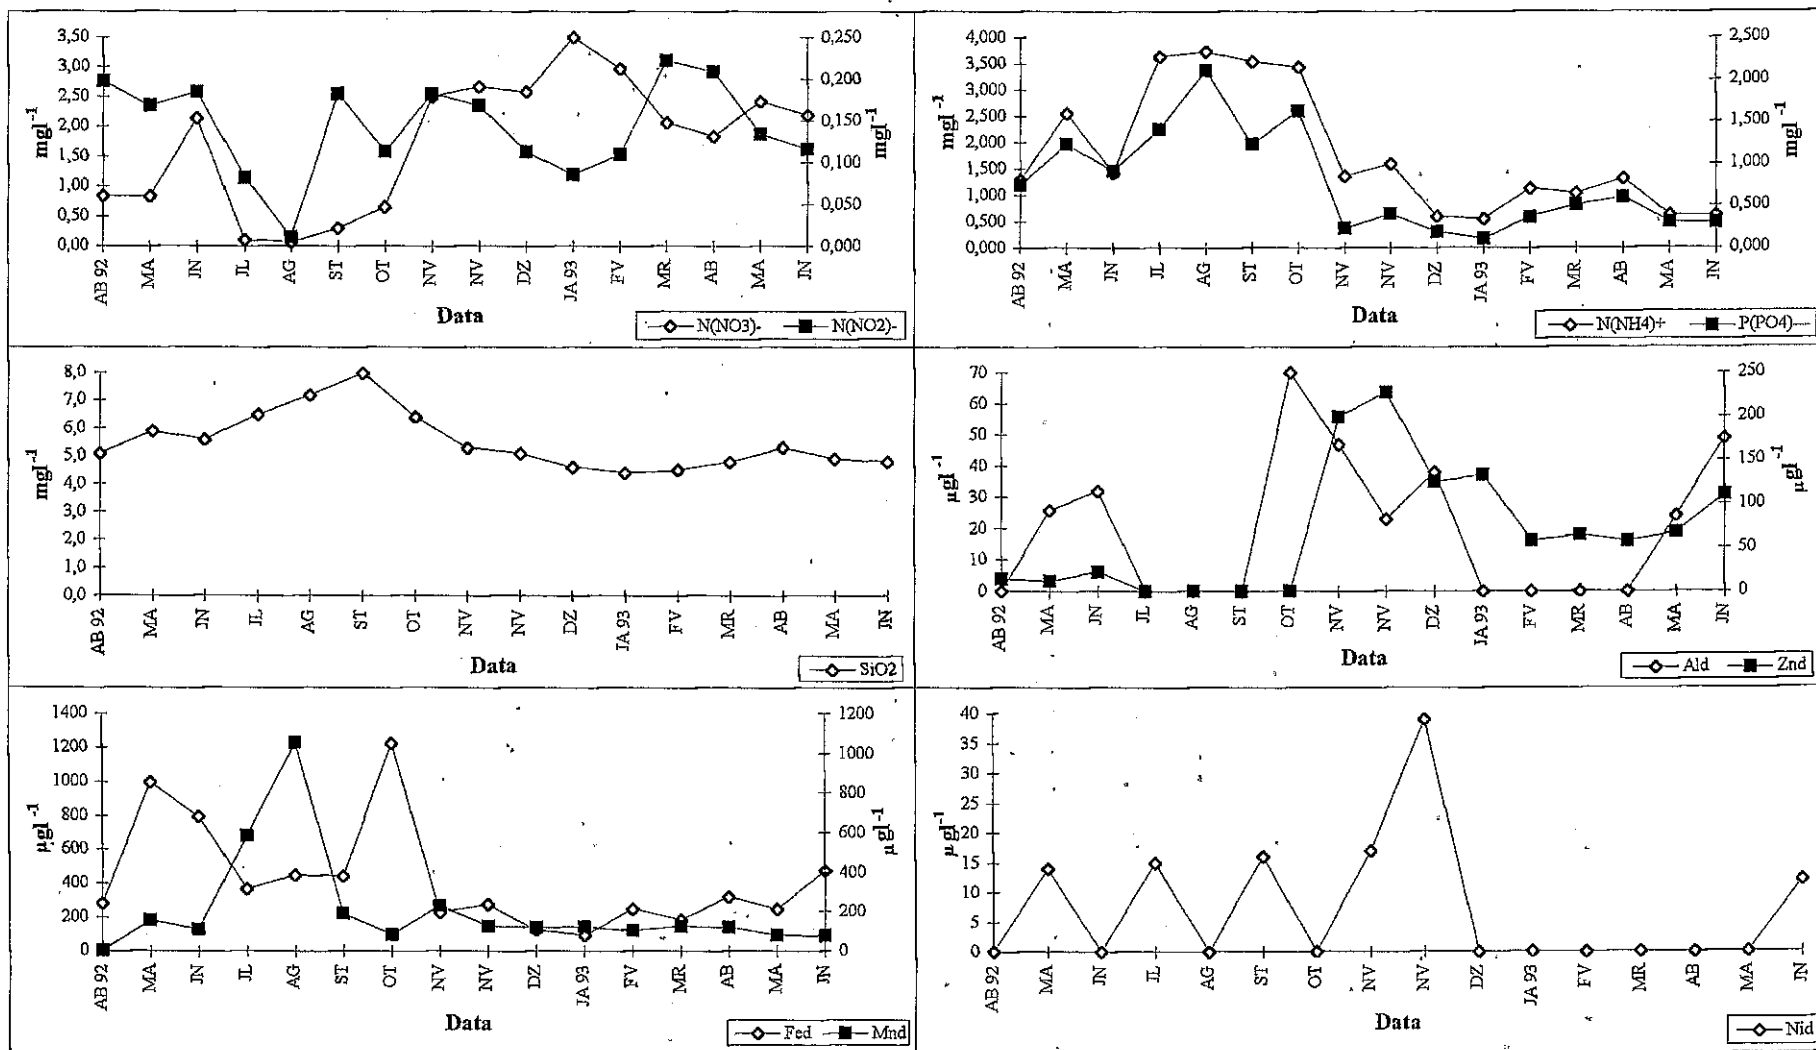 3,50
3,00
2,50
2,00
1,50
1,00
0,50
0,00
mgl⁻¹
0,250
0,200
0,150
0,100
0,050
0,000
mgl⁻¹
AB 92 MA JN JL AG ST OT NV NV DZ JA 93 FV MR AB MA JN
Data
N(NO3)- N(NO2)-
4,000
3,500
3,000
2,500
2,000
1,500
1,000
0,500
0,000
mgl⁻¹
2,500
2,000
1,500
1,000
0,500
0,000
mgl⁻¹
AB 92 MA JN JL AG ST OT NV NV DZ JA 93 FV MR AB MA JN
Data
N(NH4)+ P(PO4)---
8,0
7,0
6,0
5,0
4,0
3,0
2,0
1,0
0,0
mgl⁻¹
AB 92 MA JN JL AG ST OT NV NV DZ JA 93 FV MR AB MA JN
Data
SiO2
70
60
50
40
30
20
10
0
µgl⁻¹
250
200
150
100
50
0
µgl⁻¹
AB 92 MA JN JL AG ST OT NV NV DZ JA 93 FV MR AB MA JN
Data
Ald Znd
1400
1200
1000
800
600
400
200
0
µgl⁻¹
1200
1000
800
600
400
200
0
µgl⁻¹
AB 92 MA JN JL AG ST OT NV NV DZ JA 93 FV MR AB MA JN
Data
Fed Mnd
40
35
30
25
20
15
10
5
0
µgl⁻¹
AB 92 MA JN JL AG ST OT NV NV DZ JA 93 FV MR AB MA JN
Data
Nid